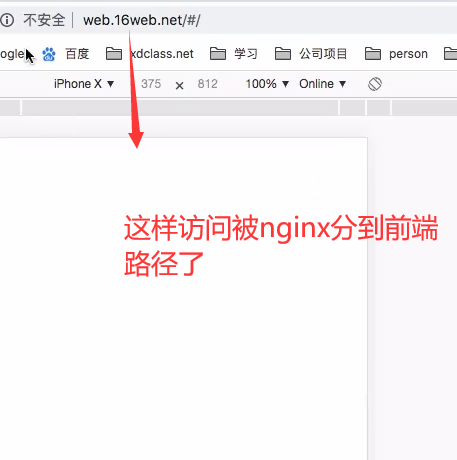 不安全 web.16web.net/#/
ogle 百度 xdclass.net 学习 公司项目 person
iPhone X ▼ 375 × 812 100% ▼ Online ▼
这样访问被nginx分到前端
路径了